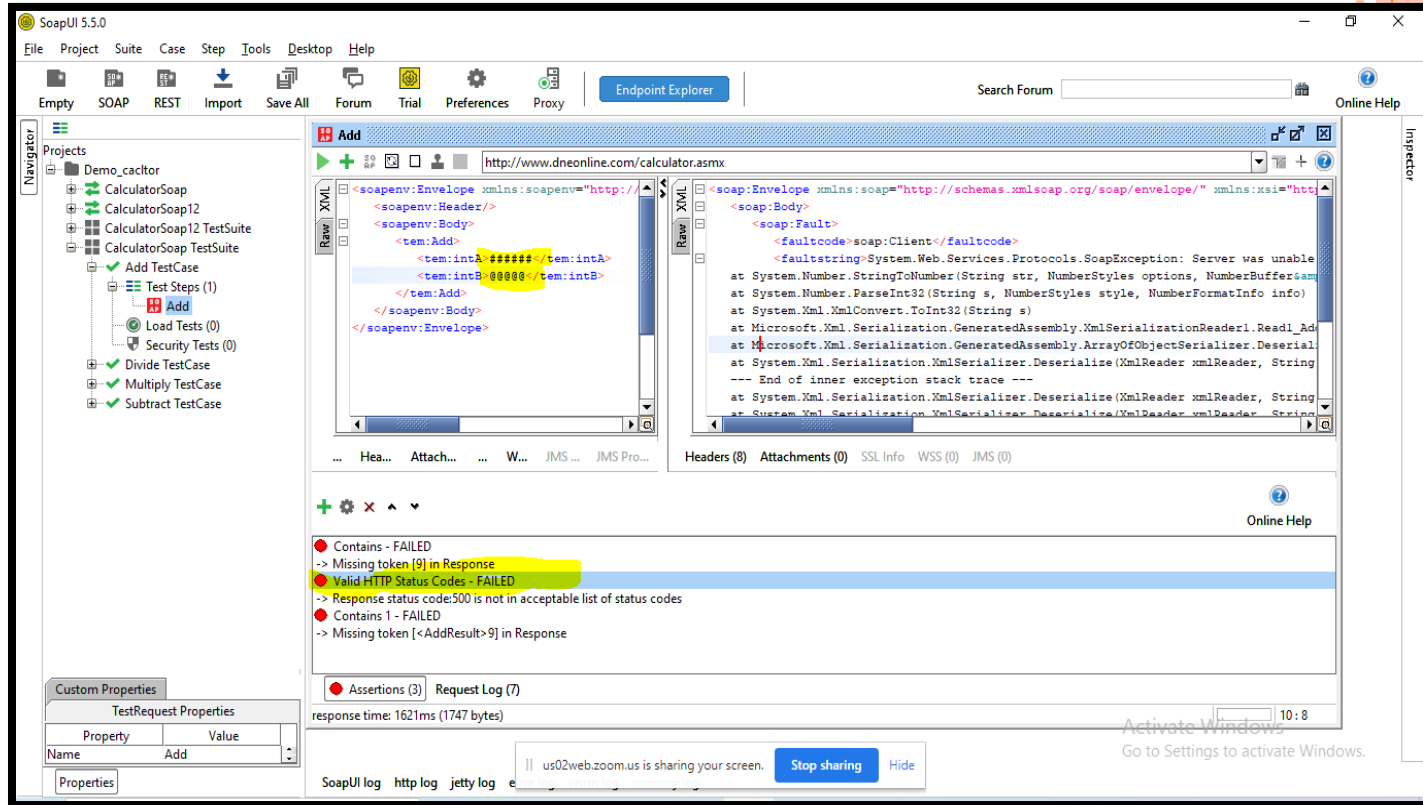 SoapUI 5.5.0
File Project Suite Case Step Tools Desktop Help
Empty SOAP REST Import Save All Forum Trial Preferences Proxy
Endpoint Explorer
Search Forum
Online Help
Navigator
Projects
Demo_cacltor
CalculatorSoap
CalculatorSoap12
CalculatorSoap12 TestSuite
CalculatorSoap TestSuite
Add TestCase
Test Steps (1)
Add
Load Tests (0)
Security Tests (0)
Divide TestCase
Multiply TestCase
Subtract TestCase
Custom Properties
TestRequest Properties
Property Value
Name Add
Properties
Add
http://www.dneonline.com/calculator.asmx
XML
Raw
<soapenv:Envelope xmlns:soapenv="http://
<soapenv:Header/>
<soapenv:Body>
<tem:Add>
<tem:intA>######</tem:intA>
<tem:intB>@@@@@</tem:intB>
</tem:Add>
</soapenv:Body>
</soapenv:Envelope>
... Hea... Attach... ... W... JMS ... JMS Pro...
XML
Raw
<soap:Envelope xmlns:soap="http://schemas.xmlsoap.org/soap/envelope/" xmlns:xsi="htt
<soap:Body>
<soap:Fault>
<faultcode>soap:Client</faultcode>
<faultstring>System.Web.Services.Protocols.SoapException: Server was unable
at System.Number.StringToNumber(String str, NumberStyles options, NumberBuffer&am
at System.Number.ParseInt32(String s, NumberStyles style, NumberFormatInfo info)
at System.Xml.XmlConvert.ToInt32(String s)
at Microsoft.Xml.Serialization.GeneratedAssembly.XmlSerializationReader1.Read1_Ad
at Microsoft.Xml.Serialization.GeneratedAssembly.ArrayOfObjectSerializer.Deserial
at System.Xml.Serialization.XmlSerializer.Deserialize(XmlReader xmlReader, String
--- End of inner exception stack trace ---
at System.Xml.Serialization.XmlSerializer.Deserialize(XmlReader xmlReader, String
at System.Xml.Serialization.XmlSerializer.Deserialize(XmlReader xmlReader, String
Headers (8) Attachments (0) SSL Info WSS (0) JMS (0)
Online Help
Contains - FAILED
-> Missing token [9] in Response
Valid HTTP Status Codes - FAILED
-> Response status code:500 is not in acceptable list of status codes
Contains 1 - FAILED
-> Missing token [<AddResult>9] in Response
Assertions (3) Request Log (7)
response time: 1621ms (1747 bytes)
10 : 8
Inspector
Activate Windows
Go to Settings to activate Windows.
us02web.zoom.us is sharing your screen. Stop sharing Hide
SoapUI log http log jetty log